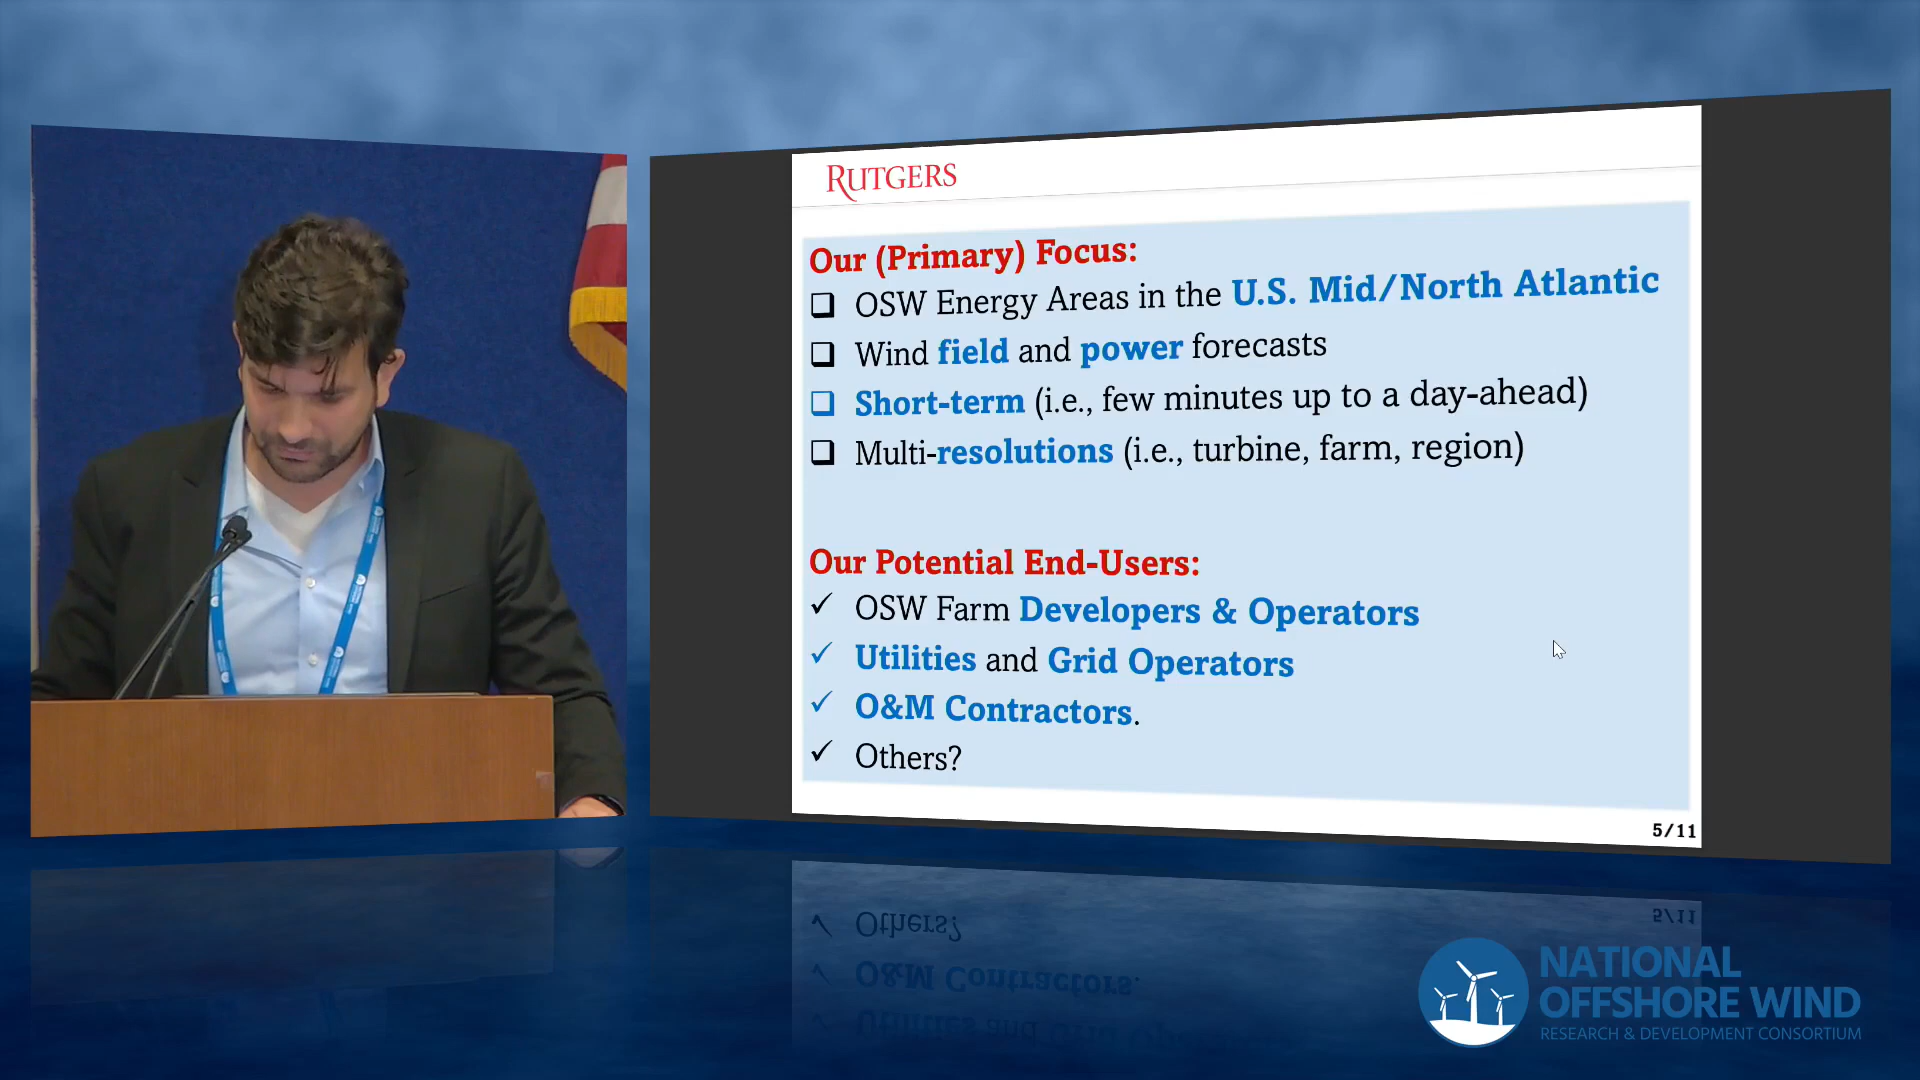 RUTGERS
Our (Primary) Focus:
❑ OSW Energy Areas in the U.S. Mid/North Atlantic
❑ Wind field and power forecasts
❑ Short-term (i.e., few minutes up to a day-ahead)
❑ Multi-resolutions (i.e., turbine, farm, region)
Our Potential End-Users:
✓ OSW Farm Developers & Operators
✓ Utilities and Grid Operators
✓ O&M Contractors.
✓ Others?
5/11
NATIONAL
OFFSHORE WIND
RESEARCH & DEVELOPMENT CONSORTIUM